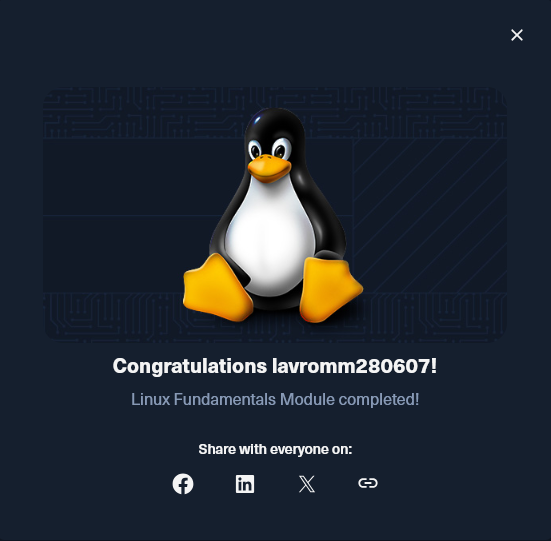 Congratulations lavromm280607!
Linux Fundamentals Module completed!
Share with everyone on: